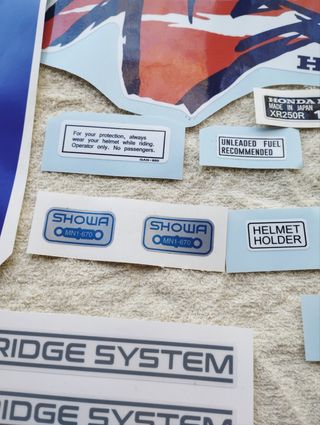 H
HONDA
MADE IN JAPAN
XR250R 1
For your protection, always
wear your helmet while riding.
Operator only. No passengers.
UNLEADED FUEL
RECOMMENDED
SHOWA
MN1-670
SHOWA
MN1-670
HELMET
HOLDER
RIDGE SYSTEM
RIDGE SYSTEM